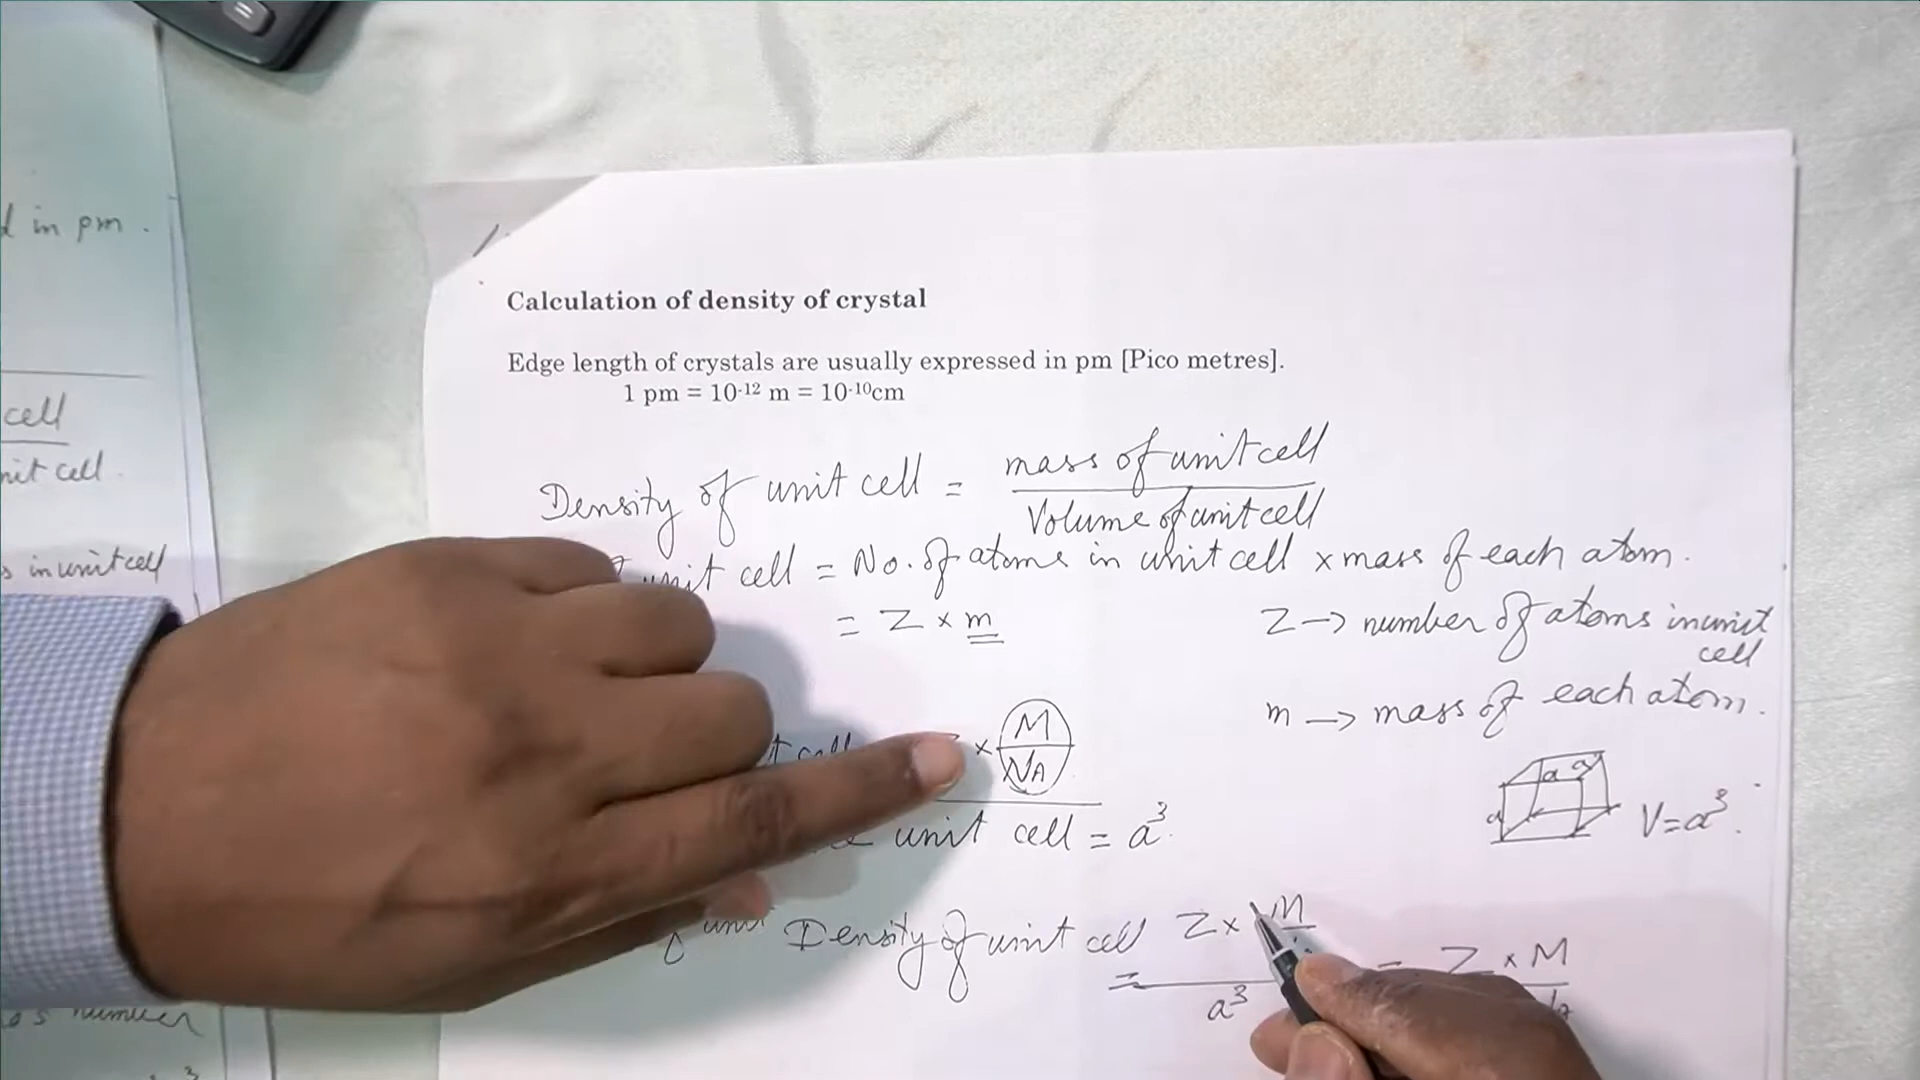 d in pm.
cell
nit cell.
s in unit cell
as number
3
Calculation of density of crystal
Edge length of crystals are usually expressed in pm [Pico metres].
1 pm = 10-12 m = 10-10cm
Density of unit cell = mass of unit cell
Volume of unit cell
unit cell = No. of atoms in unit cell × mass of each atom.
= Z × m
Z → number of atoms in unit
cell
m → mass of each atom.
t cell × M
NA
a a
a
V=a³.
unit cell = a³.
Density of unit cell = Z × M
a³
= Z × M